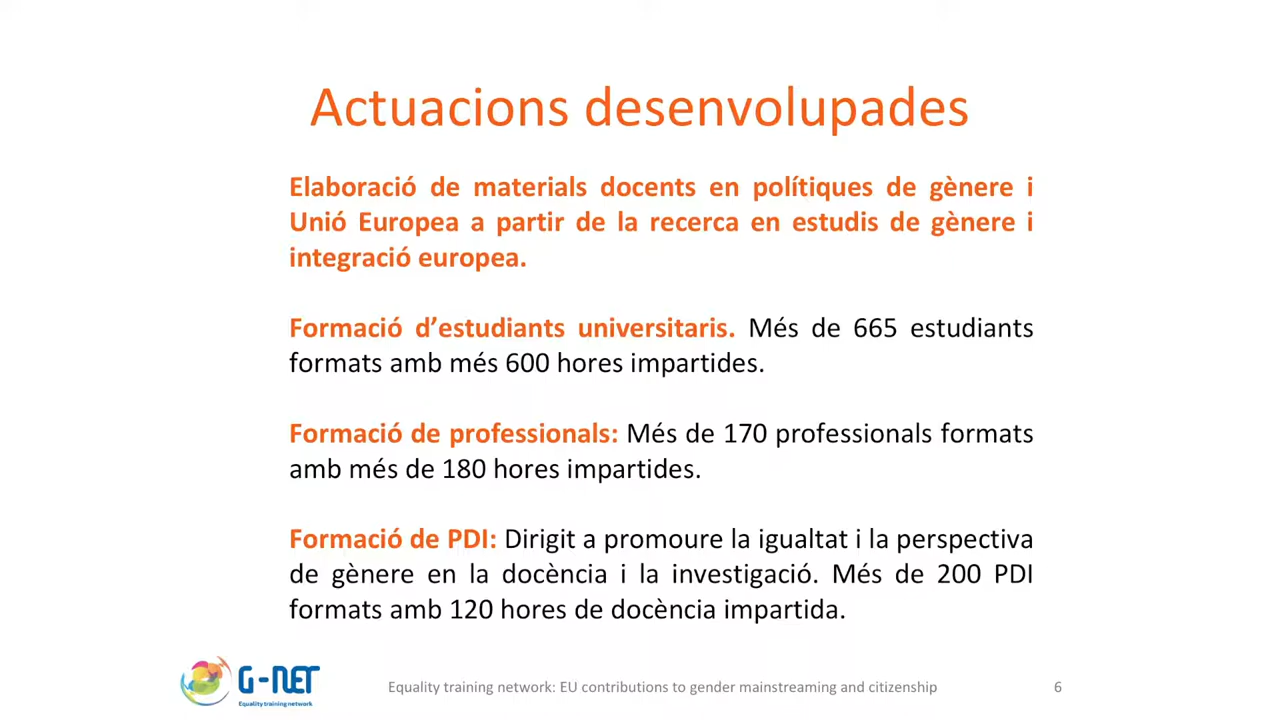 Actuacions desenvolupades
Elaboració de materials docents en polítiques de gènere i
Unió Europea a partir de la recerca en estudis de gènere i
integració europea.
Formació d’estudiants universitaris. Més de 665 estudiants
formats amb més 600 hores impartides.
Formació de professionals: Més de 170 professionals formats
amb més de 180 hores impartides.
Formació de PDI: Dirigit a promoure la igualtat i la perspectiva
de gènere en la docència i la investigació. Més de 200 PDI
formats amb 120 hores de docència impartida.
G-NET
Equality training network
Equality training network: EU contributions to gender mainstreaming and citizenship
6